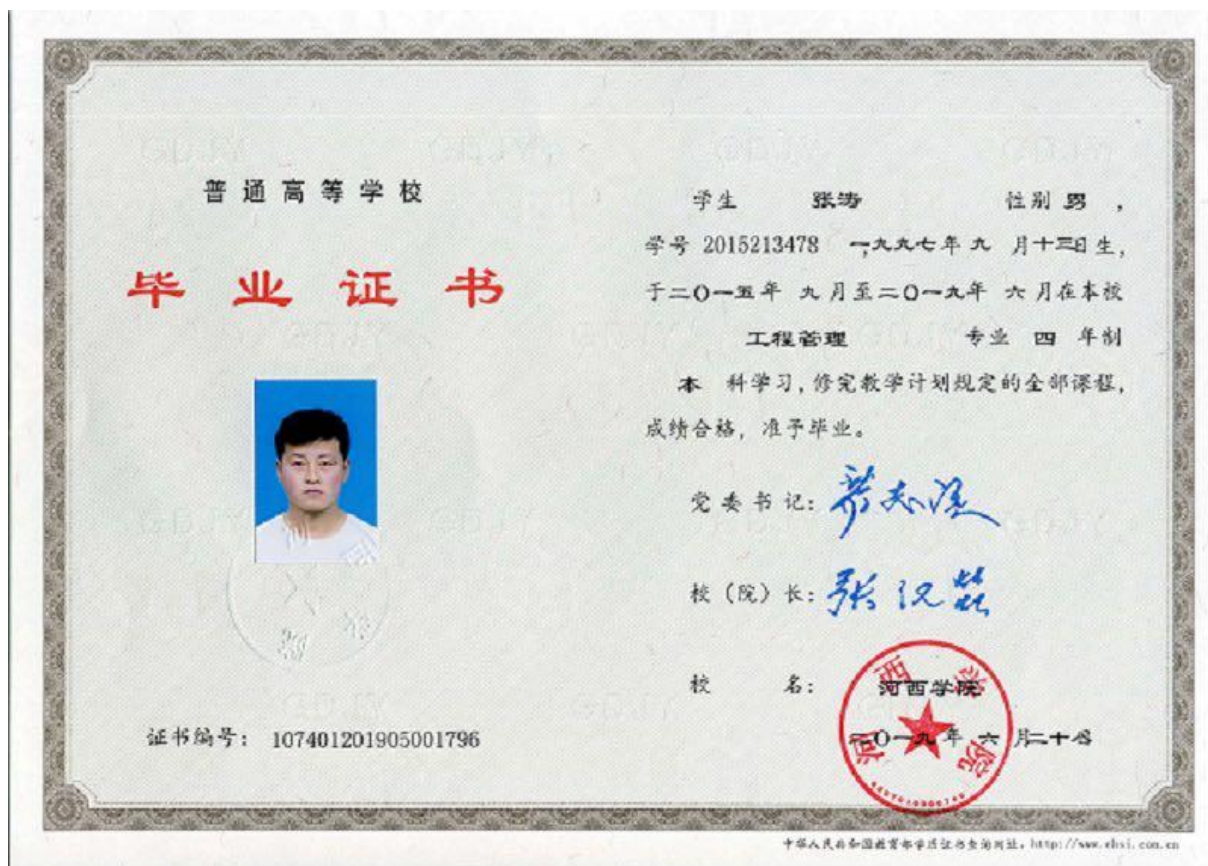 普通高等学校
毕业证书
证书编号: 107401201905001796
学生 张涛 性别 男 ,
学号 2015213478 ,一九九七年 九 月十三日生,
于二〇一五年 九月至二〇一九年 六月在本校
工程管理 专业 四 年制
本 科学习,修完教学计划规定的全部课程,
成绩合格,准予毕业。
党委书记:
校(院)长: 张汉燚
校 名: 河西学院
二〇一九年 六 月二十日
河西学院
中华人民共和国教育部学历证书查询网址:http://www.chsi.com.cn